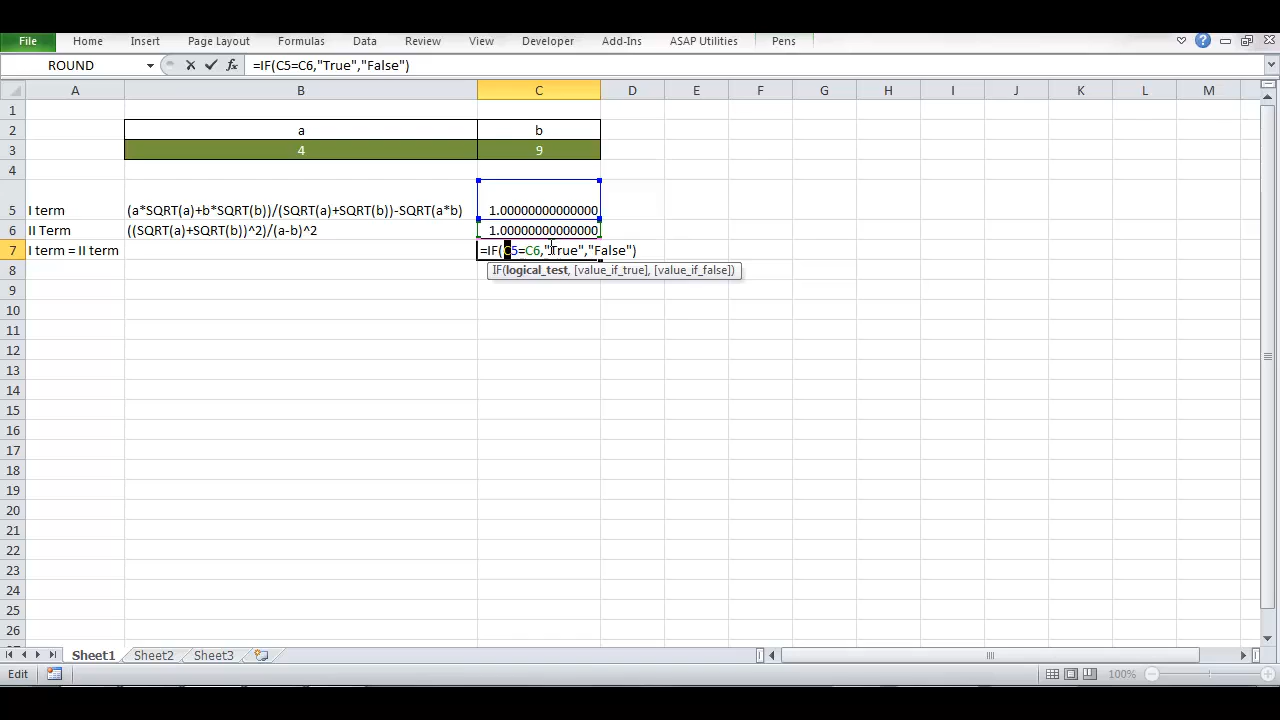 File Home Insert Page Layout Formulas Data Review View Developer Add-Ins ASAP Utilities Pens
ROUND fx =IF(C5=C6,"True","False")
A B C D E F G H I J K L M
1
2 a b
3 4 9
4
5 I term (a*SQRT(a)+b*SQRT(b))/(SQRT(a)+SQRT(b))-SQRT(a*b) 1.00000000000000
6 II Term ((SQRT(a)+SQRT(b))^2)/(a-b)^2 1.00000000000000
7 I term = II term =IF(C5=C6,"True","False")
8 IF(logical_test, [value_if_true], [value_if_false])
9
10
11
12
13
14
15
16
17
18
19
20
21
22
23
24
25
26
Sheet1 Sheet2 Sheet3
Edit 100%